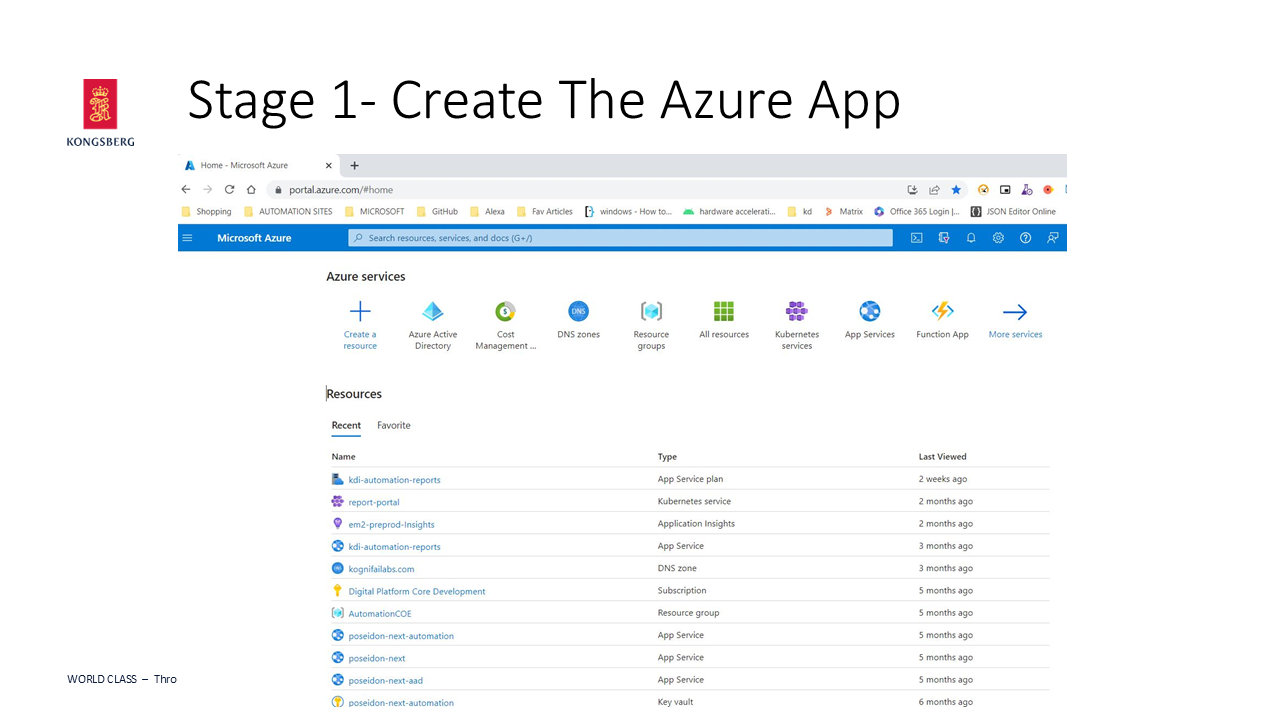 Stage 1- Create The Azure App
KONGSBERG
Home - Microsoft Azure
portal.azure.com/#home
Shopping AUTOMATION SITES MICROSOFT GitHub Alexa Fav Articles windows - How to... hardware accelerati... kd Matrix Office 365 Login |... JSON Editor Online
Microsoft Azure Search resources, services, and docs (G+/)
Azure services
Create a resource
Azure Active Directory
Cost Management ...
DNS
DNS zones
Resource groups
All resources
Kubernetes services
App Services
Function App
More services
Resources
Recent Favorite
Name Type Last Viewed
kdi-automation-reports App Service plan 2 weeks ago
report-portal Kubernetes service 2 months ago
em2-preprod-Insights Application Insights 2 months ago
kdi-automation-reports App Service 3 months ago
kognifailabs.com DNS zone 3 months ago
Digital Platform Core Development Subscription 5 months ago
AutomationCOE Resource group 5 months ago
poseidon-next-automation App Service 5 months ago
poseidon-next App Service 5 months ago
poseidon-next-aad App Service 5 months ago
poseidon-next-automation Key vault 6 months ago
WORLD CLASS – Thro